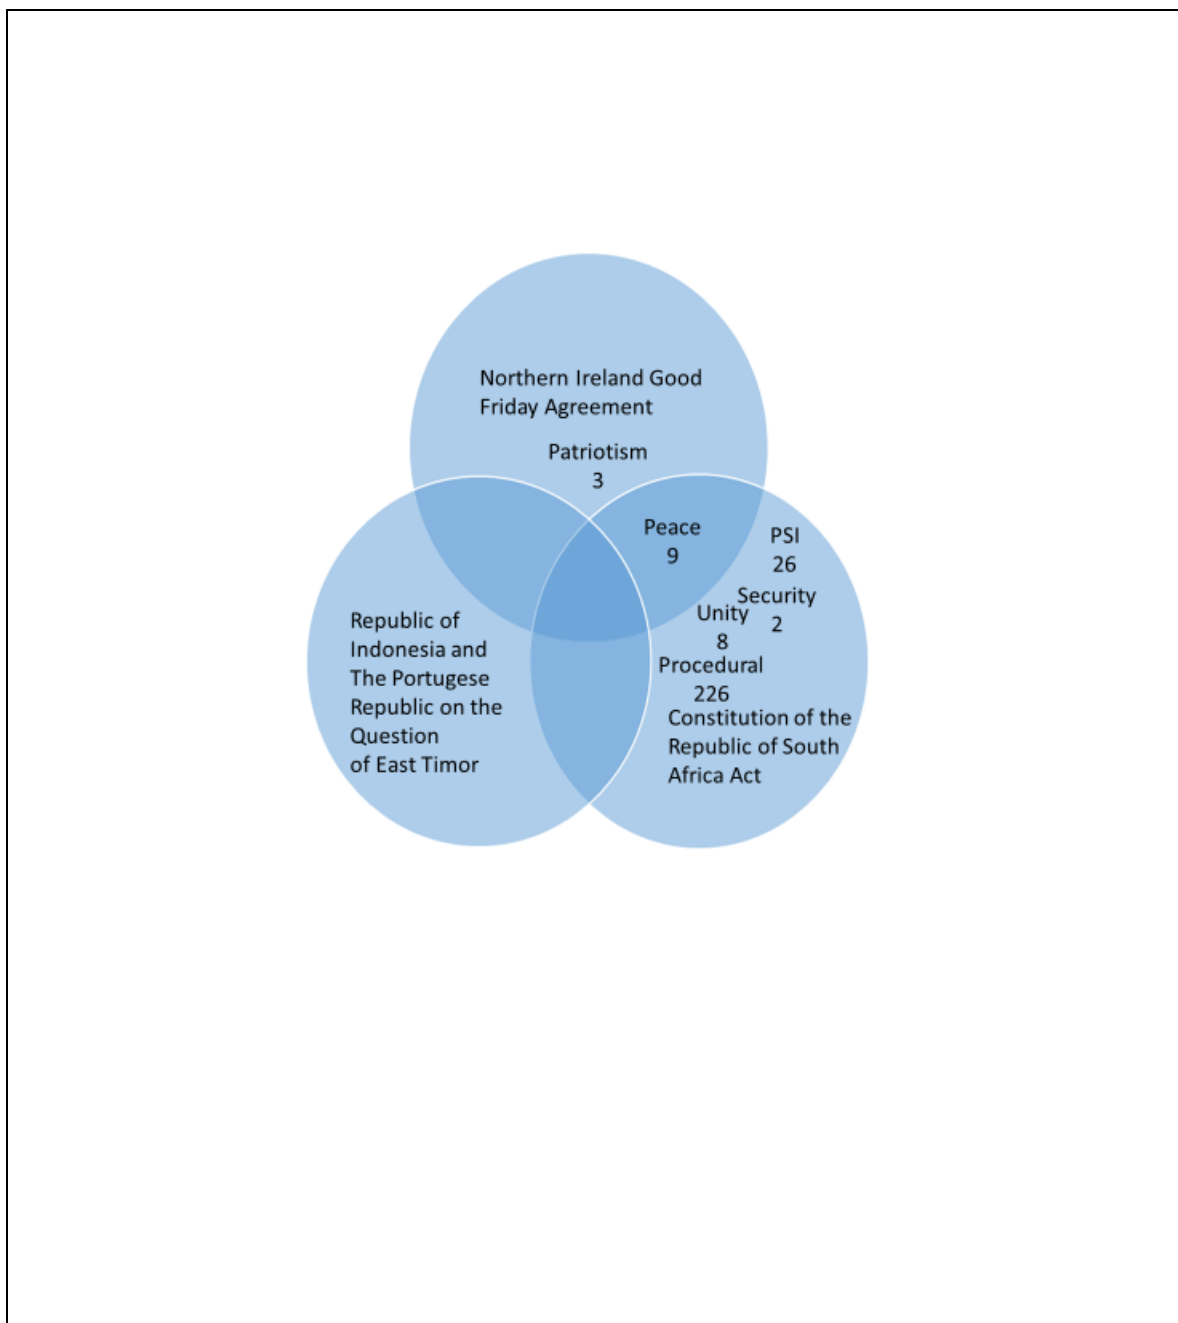 Northern Ireland Good
Friday Agreement
Patriotism
3
Peace
9
PSI
26
Security
2
Unity
8
Procedural
226
Constitution of the
Republic of South
Africa Act
Republic of
Indonesia and
The Portugese
Republic on the
Question
of East Timor